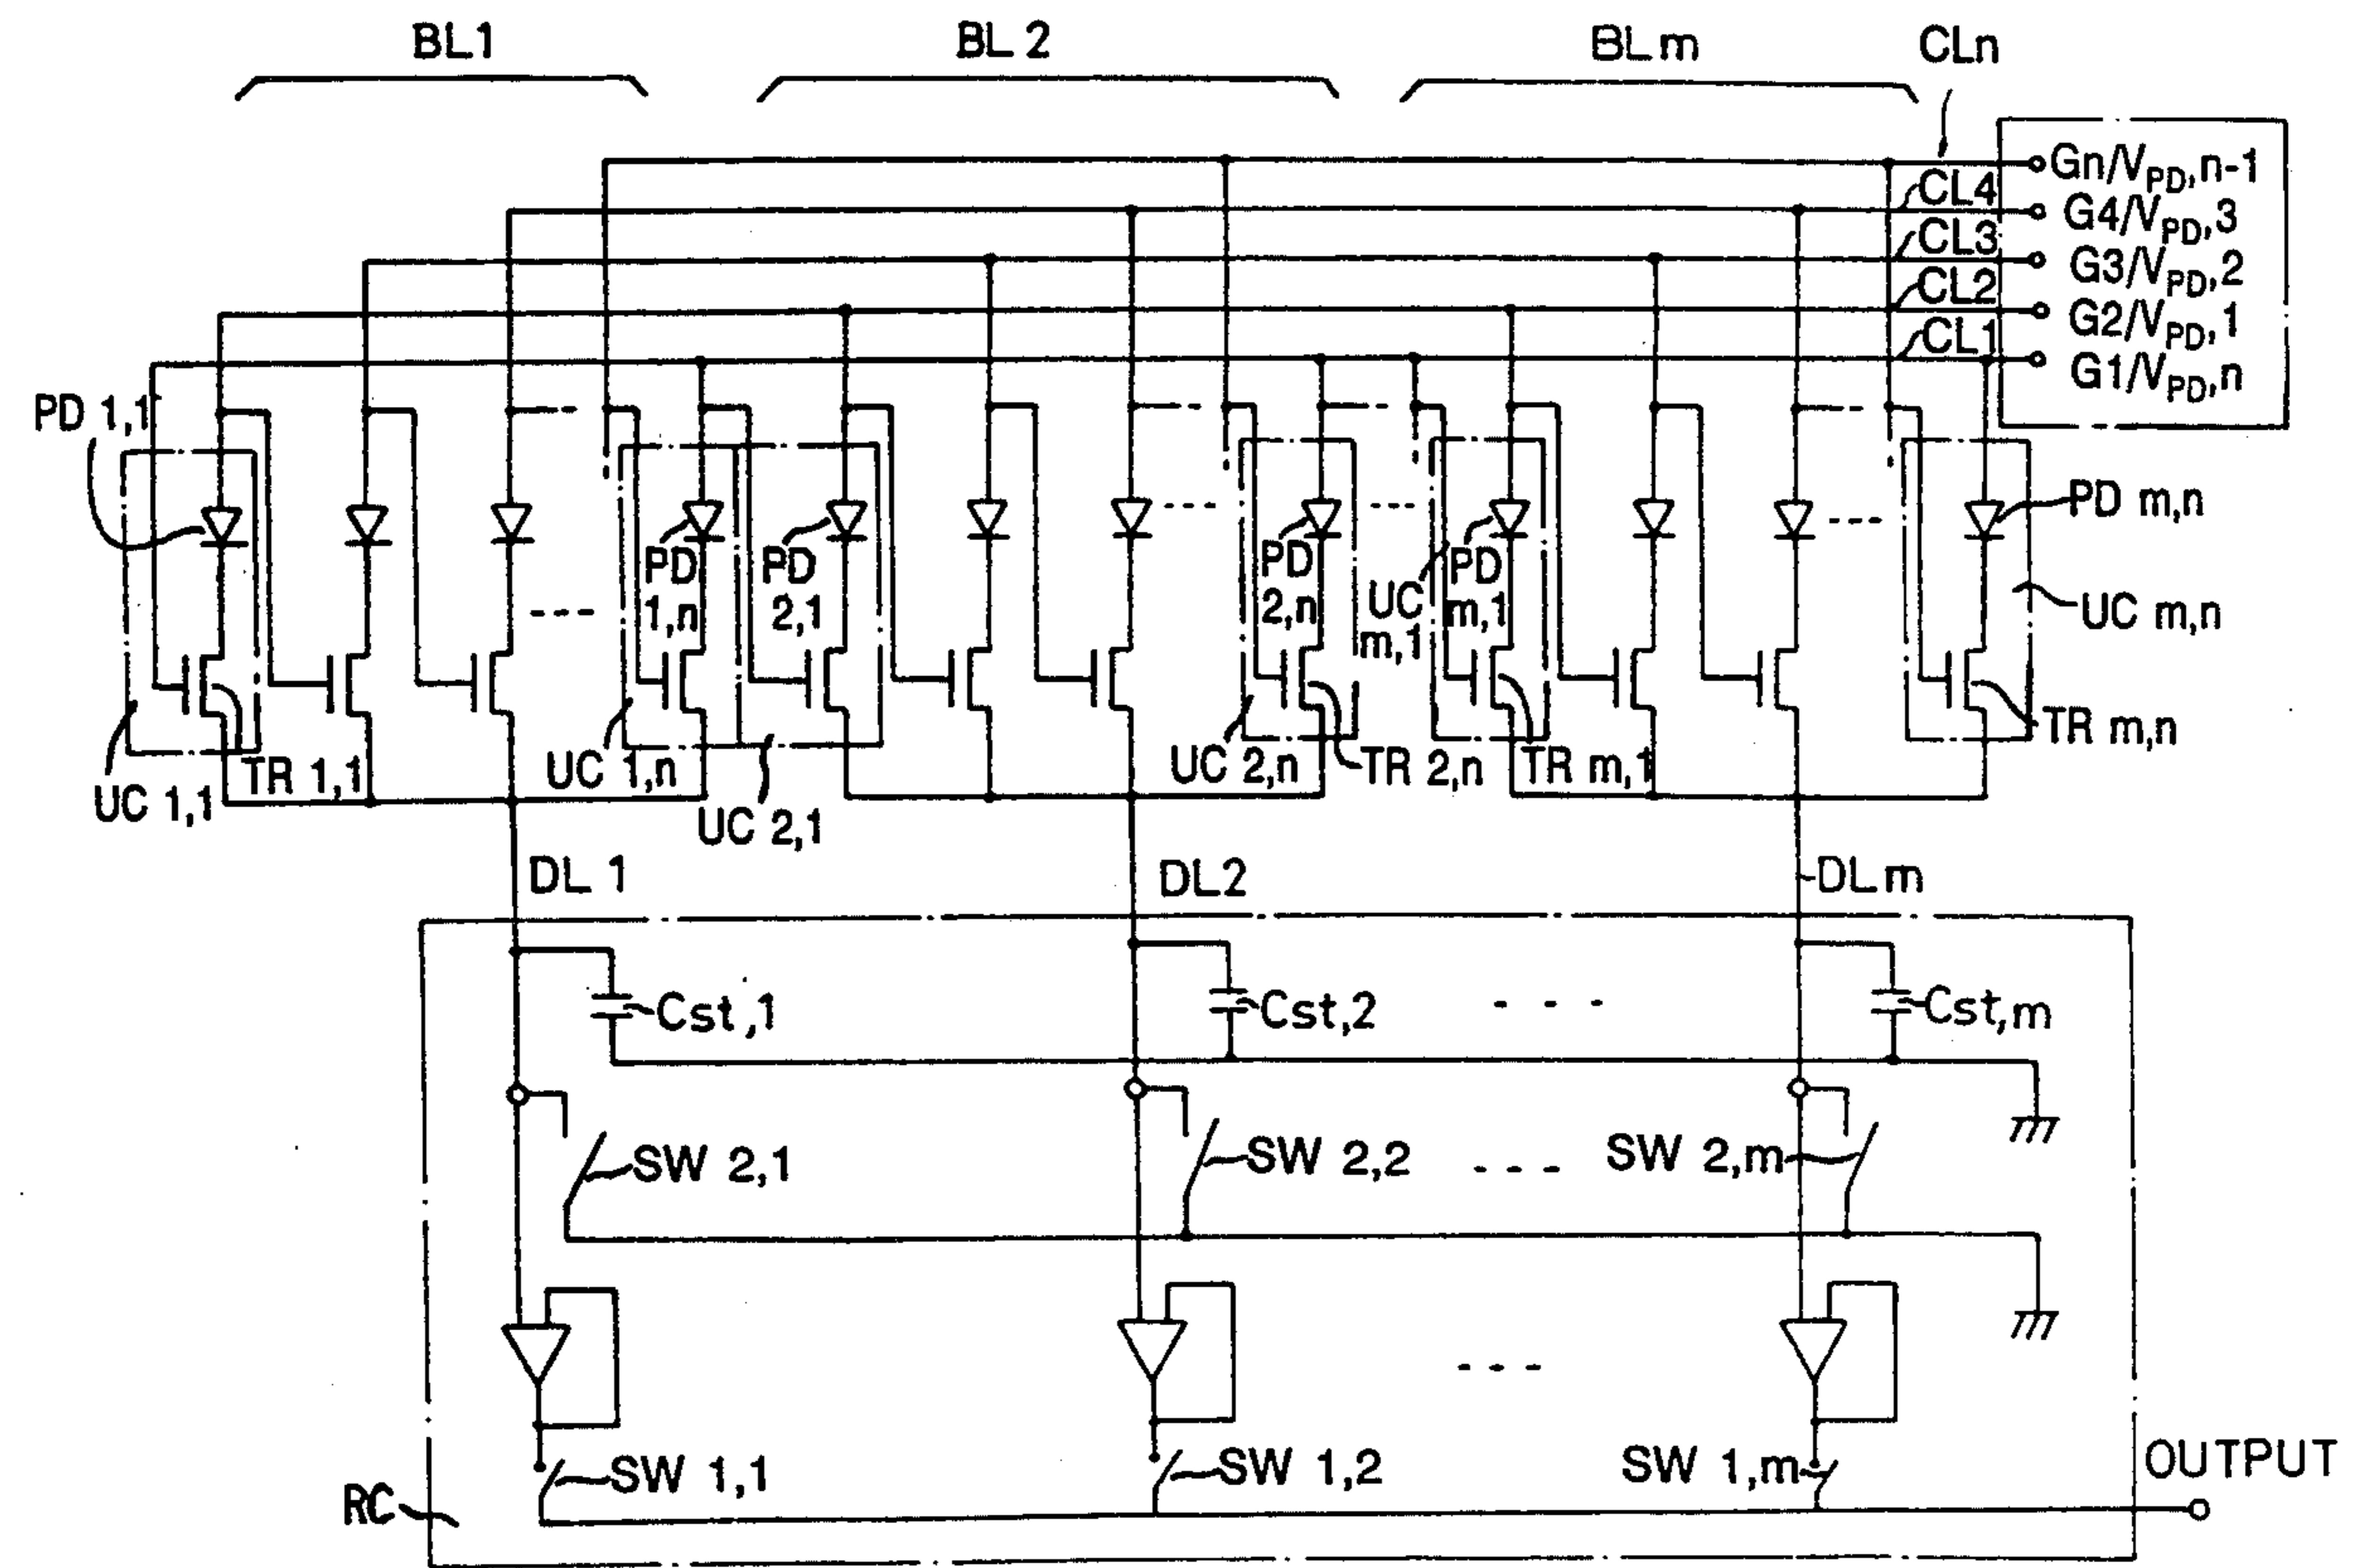 BL1
BL 2
BLm
CLn
Gn/VPD,n-1
CL4
G4/VPD,3
CL3
G3/VPD,2
CL2
G2/VPD,1
CL1
G1/VPD,n
PD 1,1
PD m,n
PD
1,n
PD
2,1
PD
2,n
UC
m,1
PD
m,1
UC m,n
TR m,n
UC 1,1
TR 1,1
UC 1,n
UC 2,1
UC 2,n
TR 2,n
TR m,1
DL 1
DL2
DLm
Cst,1
Cst,2
Cst,m
SW 2,1
SW 2,2
SW 2,m
SW 1,1
SW 1,2
SW 1,m
OUTPUT
RC